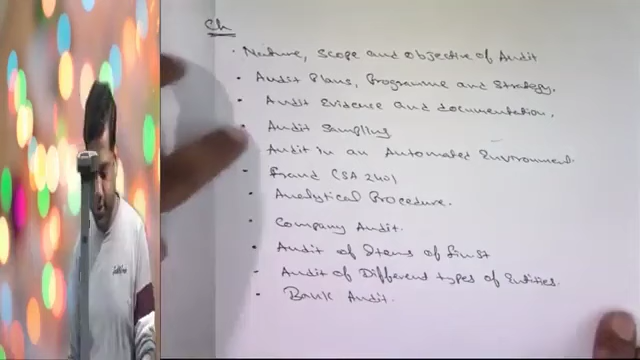 Ch
• Nature, Scope and Objective of Audit
• Audit Plans, Programme and Strategy.
• Audit Evidence and documentation.
• Audit Sampling
Audit in an Automated Environment
• Fraud (SA 240)
• Analytical Procedure.
• Company Audit.
• Audit of Items of
• Audit of Different types of Entities.
• Bank Audit.